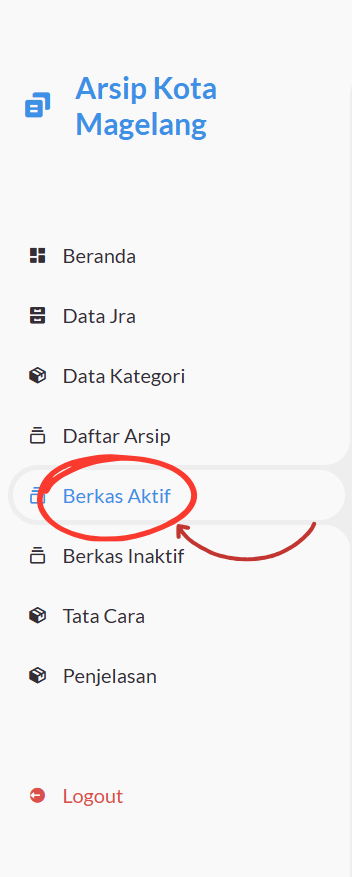 Arsip Kota
Magelang
Beranda
Data Jra
Data Kategori
Daftar Arsip
Berkas Aktif
Berkas Inaktif
Tata Cara
Penjelasan
Logout